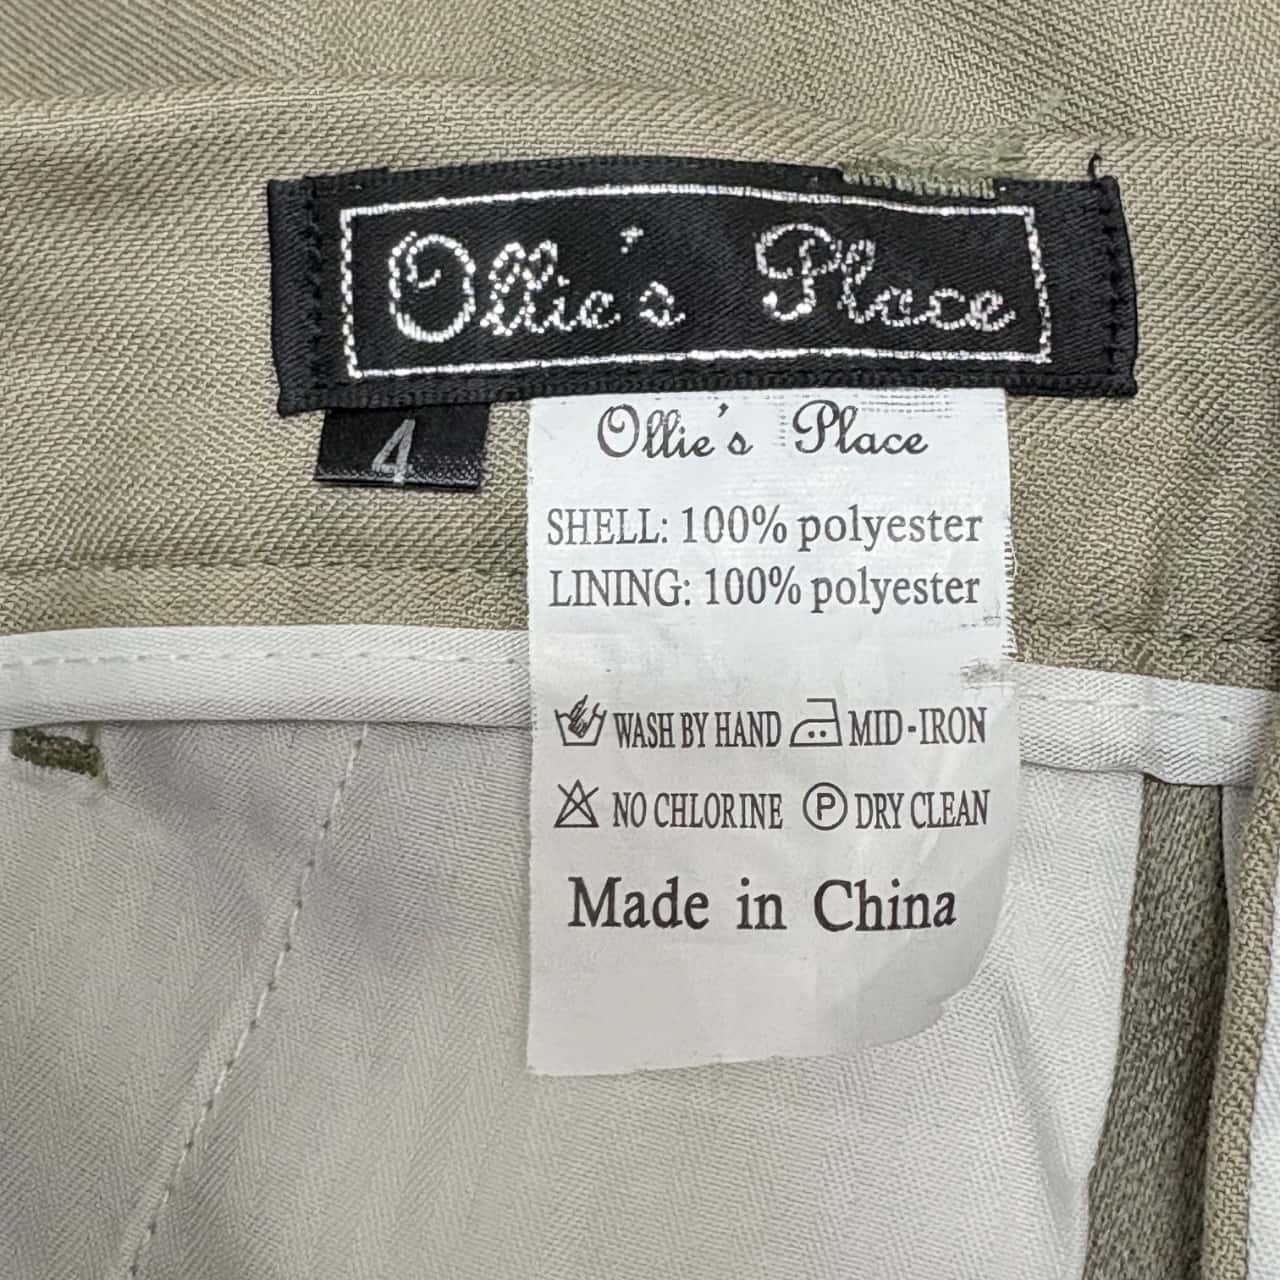 Ollie's Place
4
Ollie's Place
SHELL: 100% polyester
LINING: 100% polyester
WASH BY HAND MID-IRON
NO CHLORINE P DRY CLEAN
Made in China